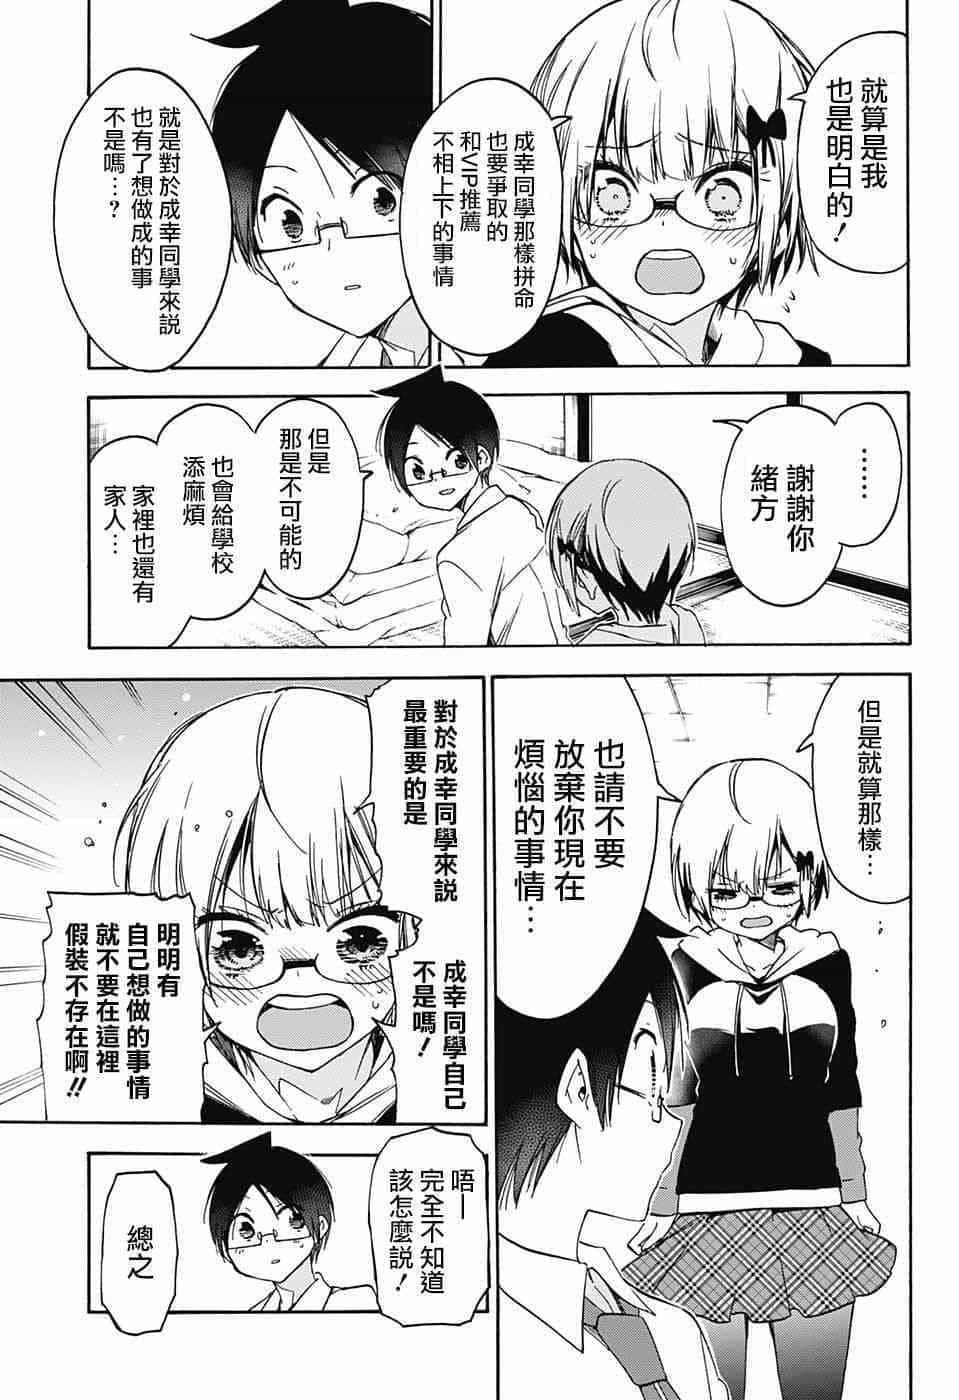 就算是我
也是明白的！
成幸同學那樣拼命
也要爭取的
和VIP推薦
不相上下的事情
就是對於成幸同學來說
也有了想做成的事
不是嗎…？
……
謝謝你
緒方
但是
那是不可能的
也會給學校
添麻煩
家裡也還有
家人…
但是就算那樣…
也請不要
放棄你現在
煩惱的事情…
對於成幸同學來說
最重要的是
成幸同學自己
不是嗎！
明明有
自己想做的事情
就不要在這裡
假裝不存在啊!!
唔—
完全不知道
該怎麼說！
總之